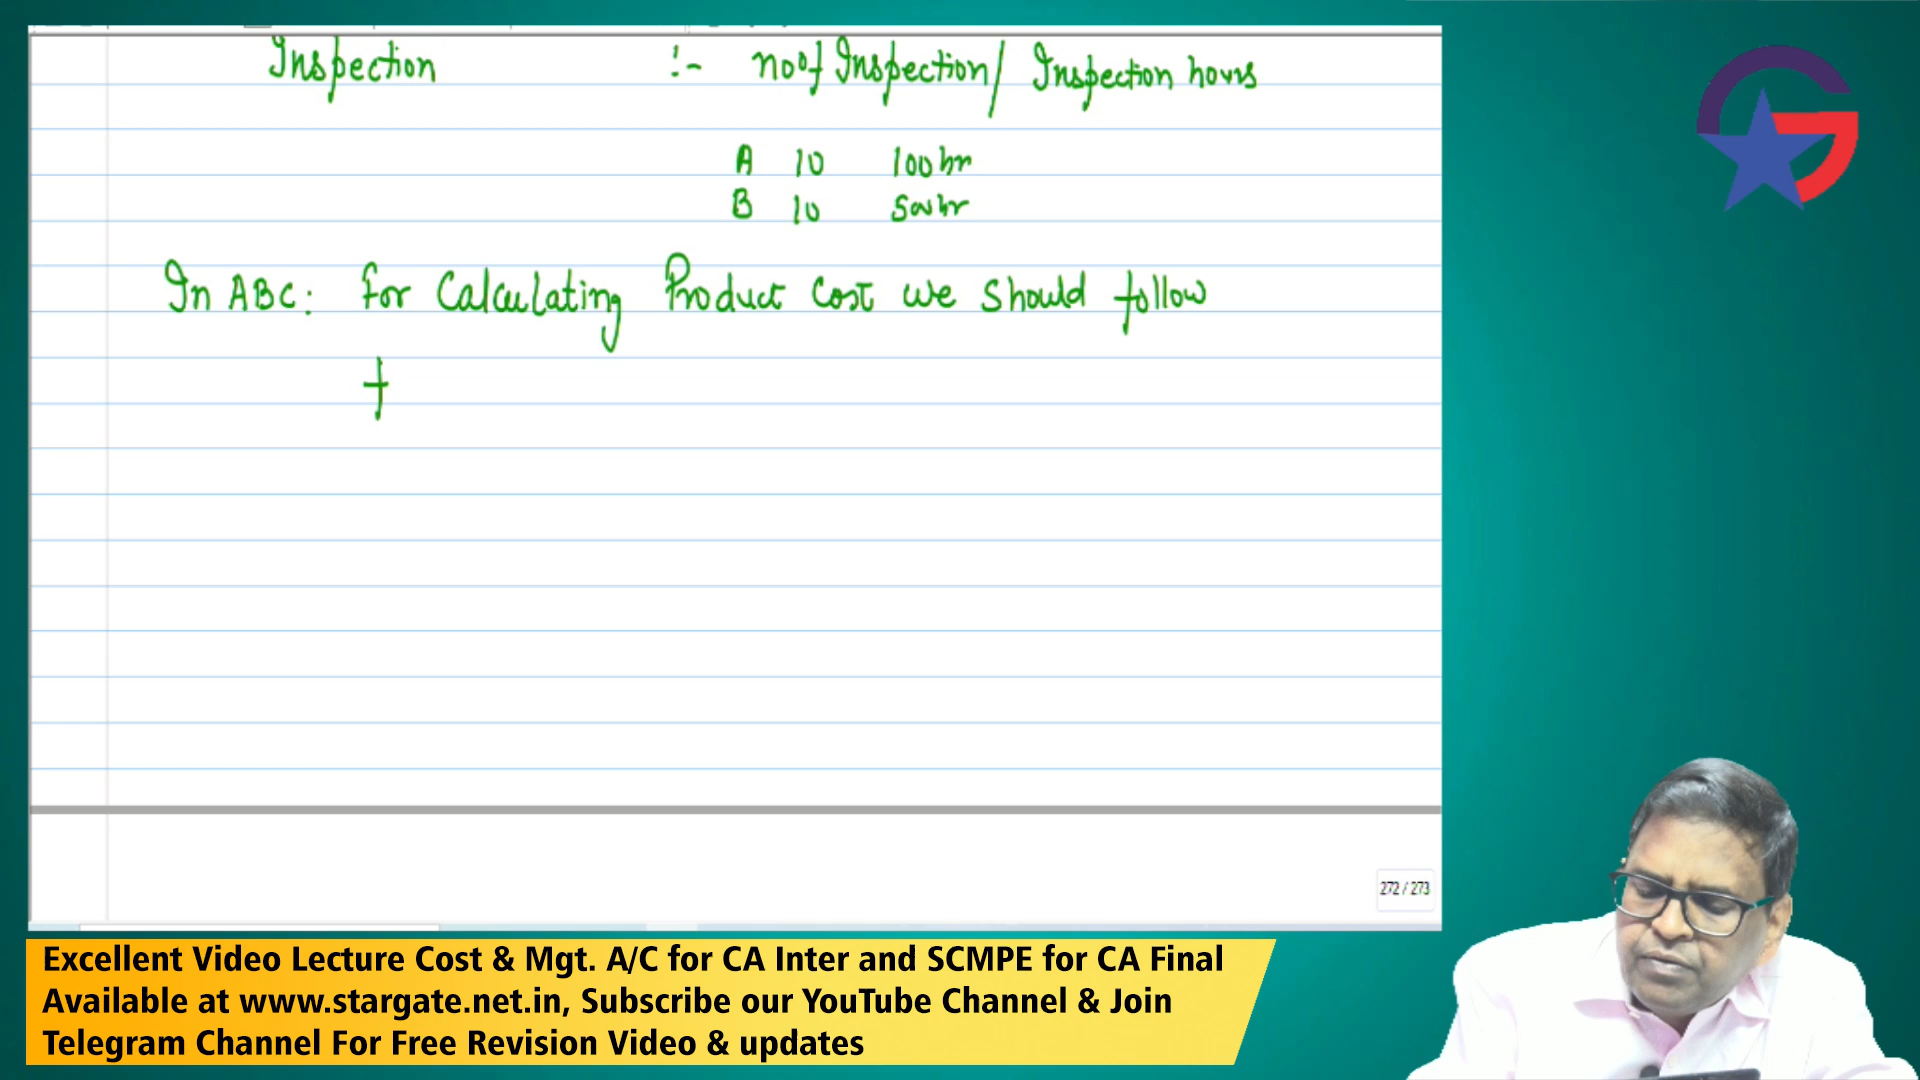 Inspection :- no of Inspection / Inspection hours
A 10 100 hr
B 10 500 hr
In ABC: For Calculating Product Cost we should follow
272 / 273
Excellent Video Lecture Cost & Mgt. A/C for CA Inter and SCMPE for CA Final
Available at www.stargate.net.in, Subscribe our YouTube Channel & Join
Telegram Channel For Free Revision Video & updates